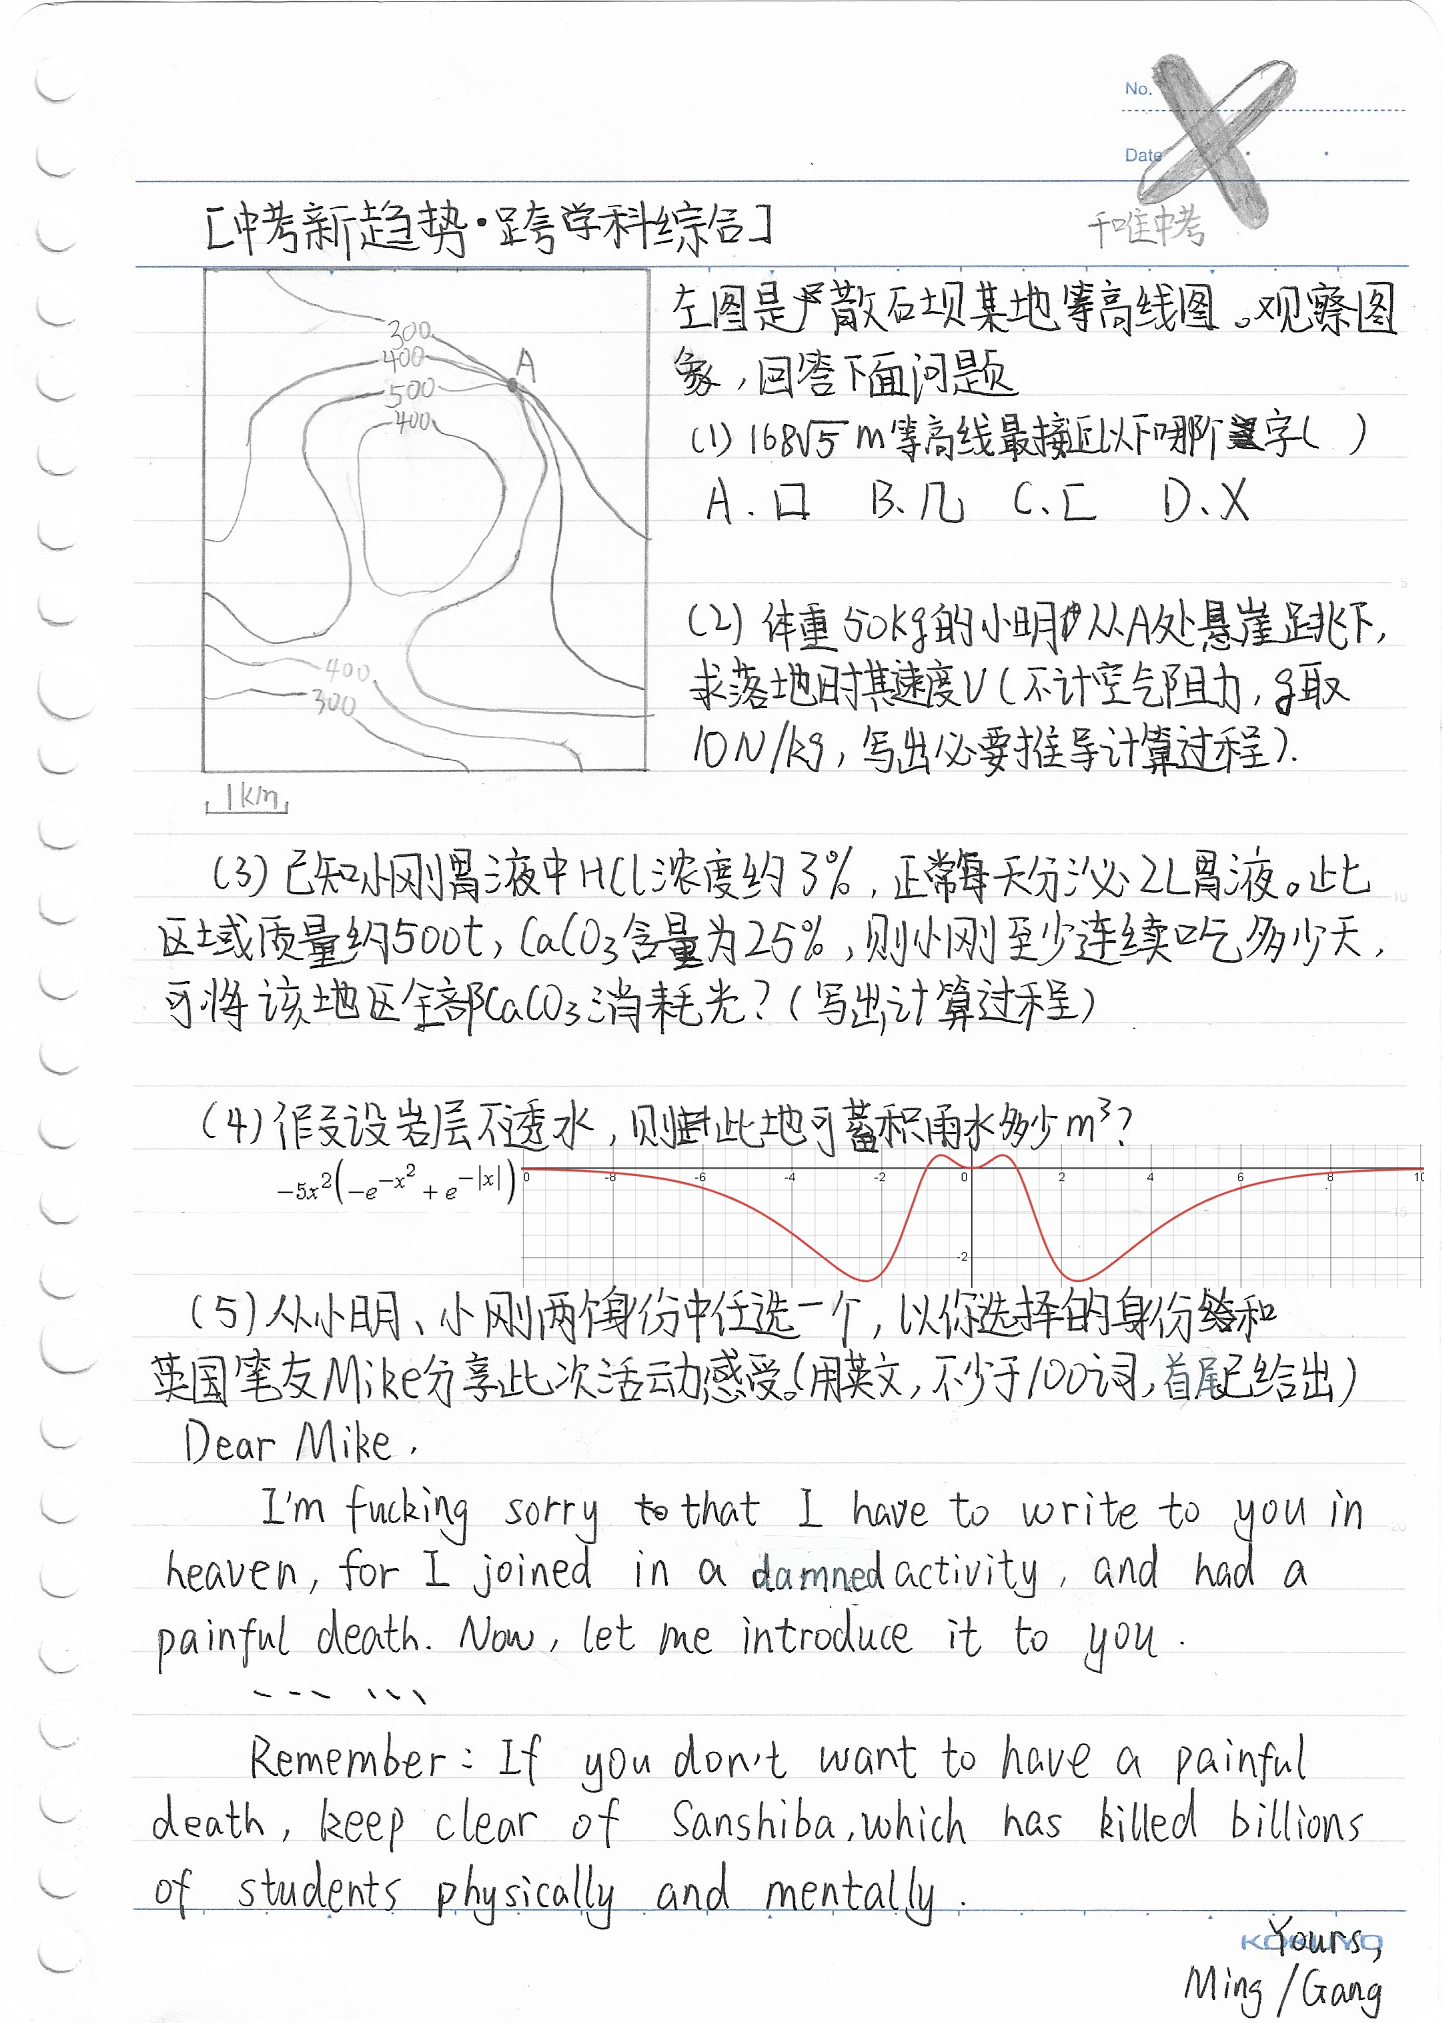 No.
Date
[中考新趋势·跨学科综合]
中考
300
400
A
500
400
400
300
1km
左图是严散石坝某地等高线图。观察图
象,回答下面问题
(1) 168√5 m等高线最接近以下哪个字( )
A.口 B.几 C.匚 D.X
(2) 体重50kg的小明从A处悬崖跳下,
求落地时其速度V(不计空气阻力,g取
10N/kg,写出必要推导计算过程).
(3) 已知小刚胃液中HCl浓度约3%,正常每天分泌2L胃液。此
区域质量约500t, CaCO₃含量为25%,则小刚至少连续吃多少天,
可将该地区全部CaCO₃消耗光?(写出计算过程)
(4) 假设岩层不透水,则此地可蓄积雨水多少m³?
-5x²(-e^{-x²} + e^{-|x|})
0 -8 -6 -4 -2 0 2 4 6 8 10
-2
(5) 从小明、小刚两个身份中任选一个,以你选择的身份给和
英国笔友Mike分享此次活动感受。(用英文,不少于100词,首尾已给出)
Dear Mike,
I'm fucking sorry to that I have to write to you in
heaven, for I joined in a damned activity, and had a
painful death. Now, let me introduce it to you.
…… 
Remember: If you don't want to have a painful
death, keep clear of Sanshiba, which has killed billions
of students physically and mentally.
KOKUYO
Yours,
Ming/Gang